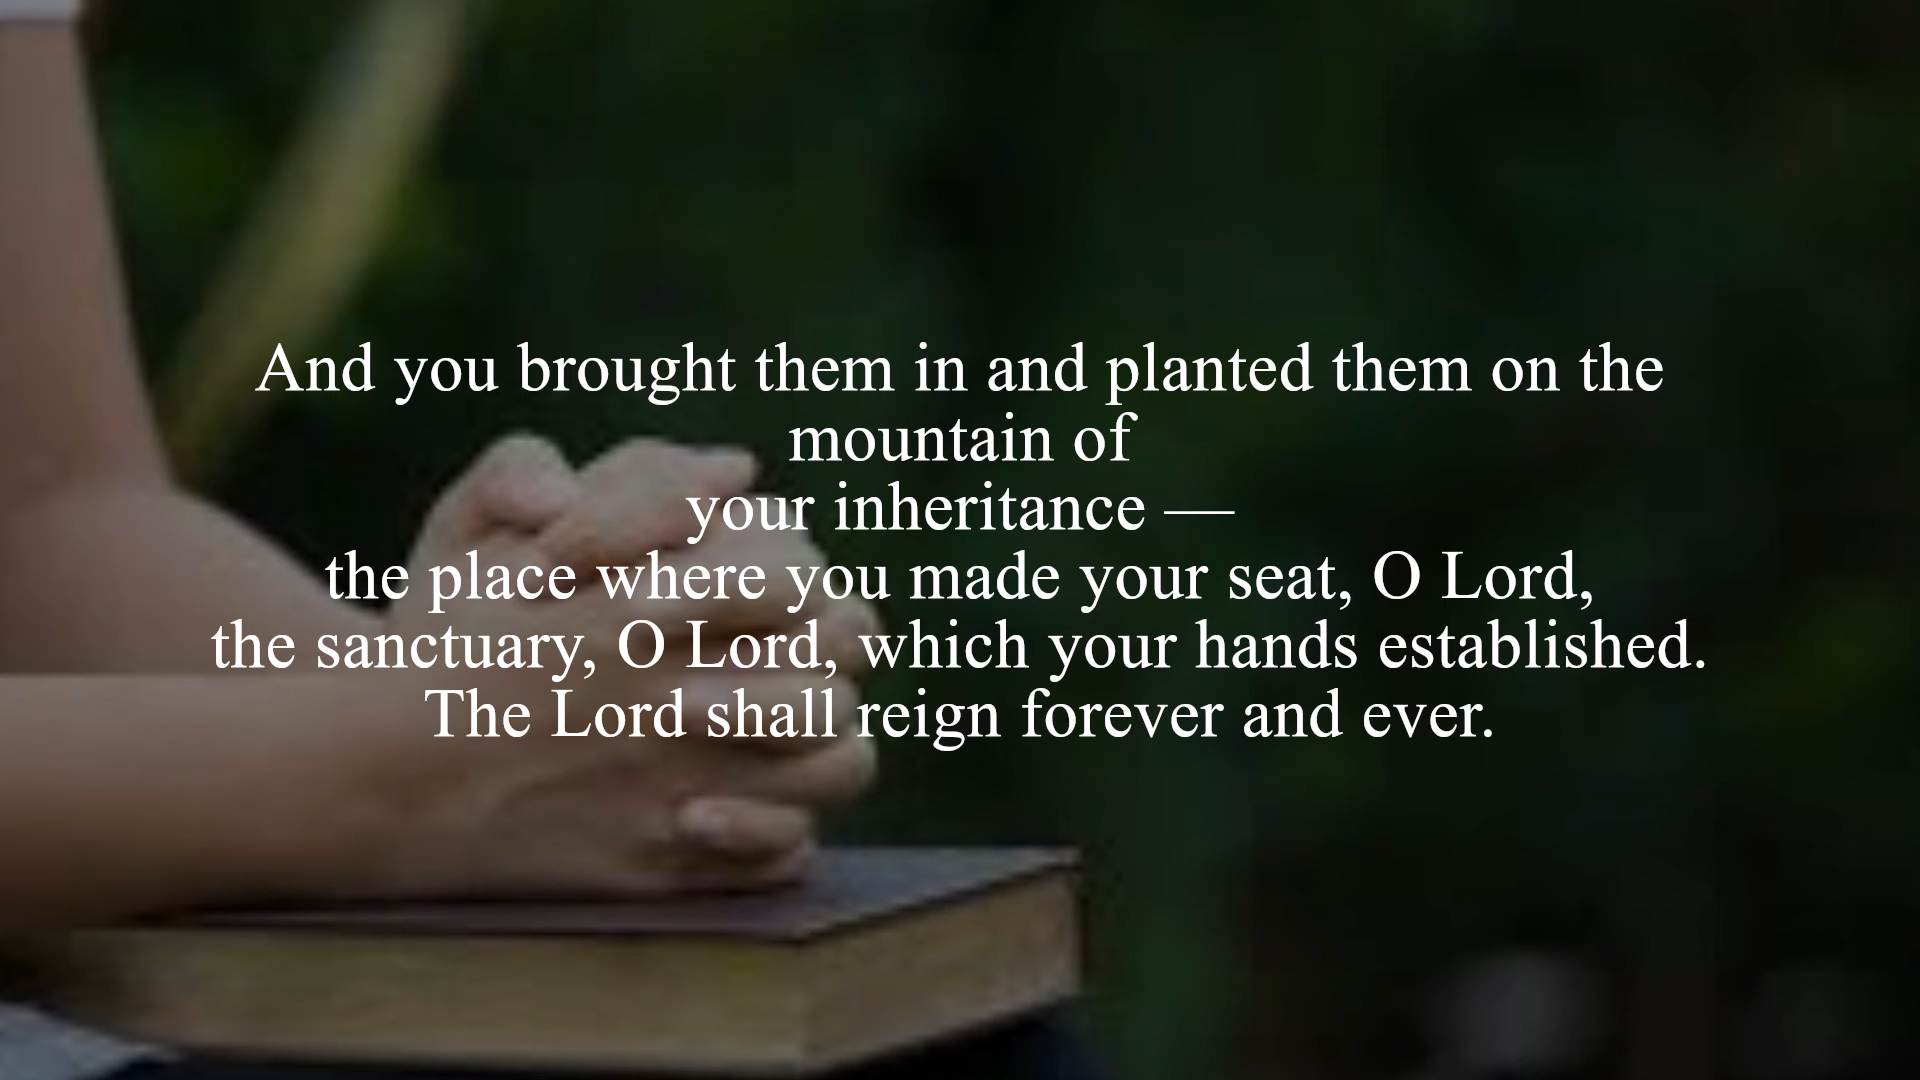 And you brought them in and planted them on the
mountain of
your inheritance —
the place where you made your seat, O Lord,
the sanctuary, O Lord, which your hands established.
The Lord shall reign forever and ever.